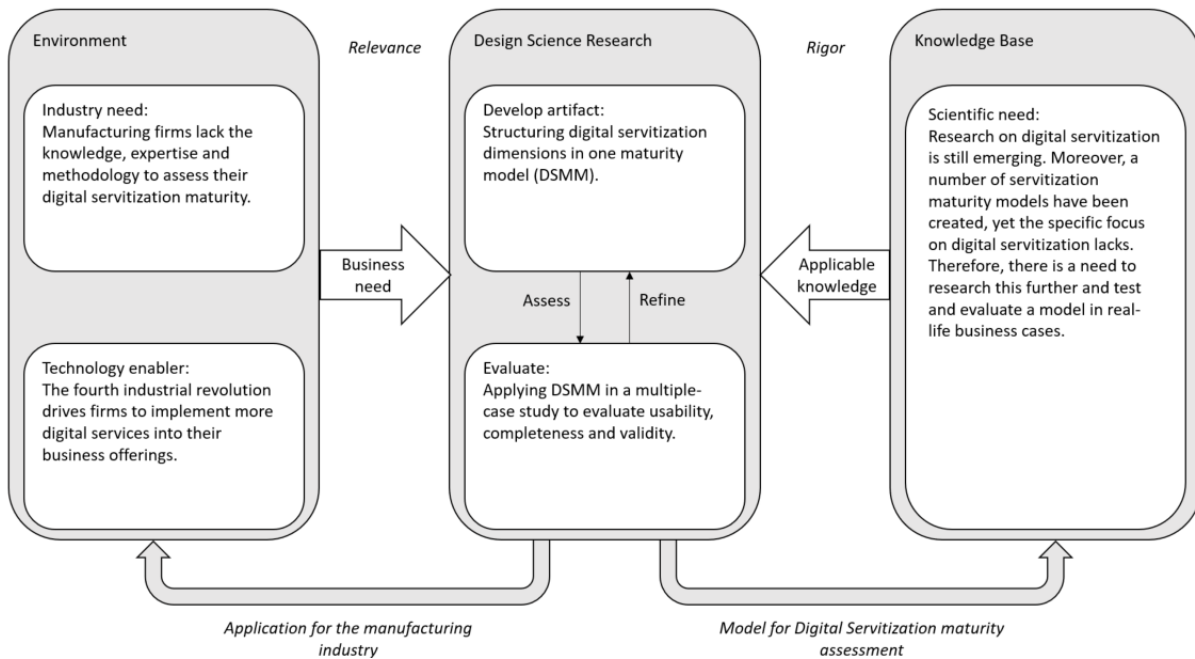 Environment
Relevance
Design Science Research
Rigor
Knowledge Base
Industry need:
Manufacturing firms lack the
knowledge, expertise and
methodology to assess their
digital servitization maturity.
Develop artifact:
Structuring digital servitization
dimensions in one maturity
model (DSMM).
Scientific need:
Research on digital servitization
is still emerging. Moreover, a
number of servitization
maturity models have been
created, yet the specific focus
on digital servitization lacks.
Therefore, there is a need to
research this further and test
and evaluate a model in real-
life business cases.
Business
need
Applicable
knowledge
Assess
Refine
Technology enabler:
The fourth industrial revolution
drives firms to implement more
digital services into their
business offerings.
Evaluate:
Applying DSMM in a multiple-
case study to evaluate usability,
completeness and validity.
Application for the manufacturing
industry
Model for Digital Servitization maturity
assessment